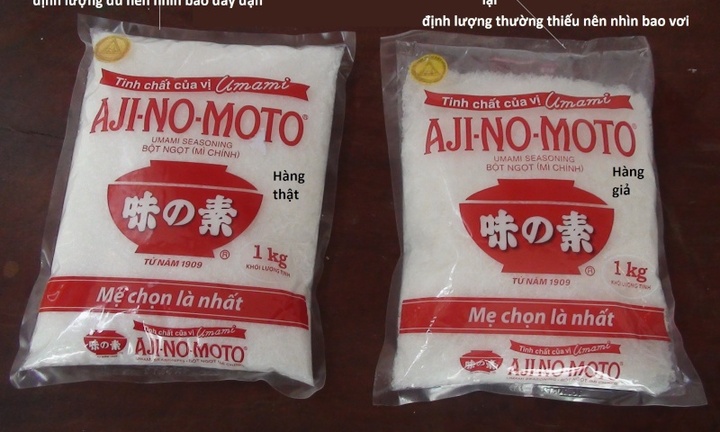 định lượng đủ nên nhìn bao đầy đặn
lại
định lượng thường thiếu nên nhìn bao vơi
Tinh chất của vị Umami
AJI-NO-MOTO®
UMAMI SEASONING
BỘT NGỌT (MÌ CHÍNH)
Hàng
thật
味の素
®
1 kg
KHỐI LƯỢNG TỊNH
TỪ NĂM 1909
Mẹ chọn là nhất
Tinh chất của vị Umami
味の素
AJI-NO-MOTO®
Tinh chất của vị Umami
AJI-NO-MOTO®
UMAMI SEASONING
BỘT NGỌT (MÌ CHÍNH)
Hàng
giả
味の素
®
1 kg
KHỐI LƯỢNG TỊNH
TỪ NĂM 1909
Mẹ chọn là nhất
Tinh chất của vị Umami
味の素
AJI-NO-MOTO®